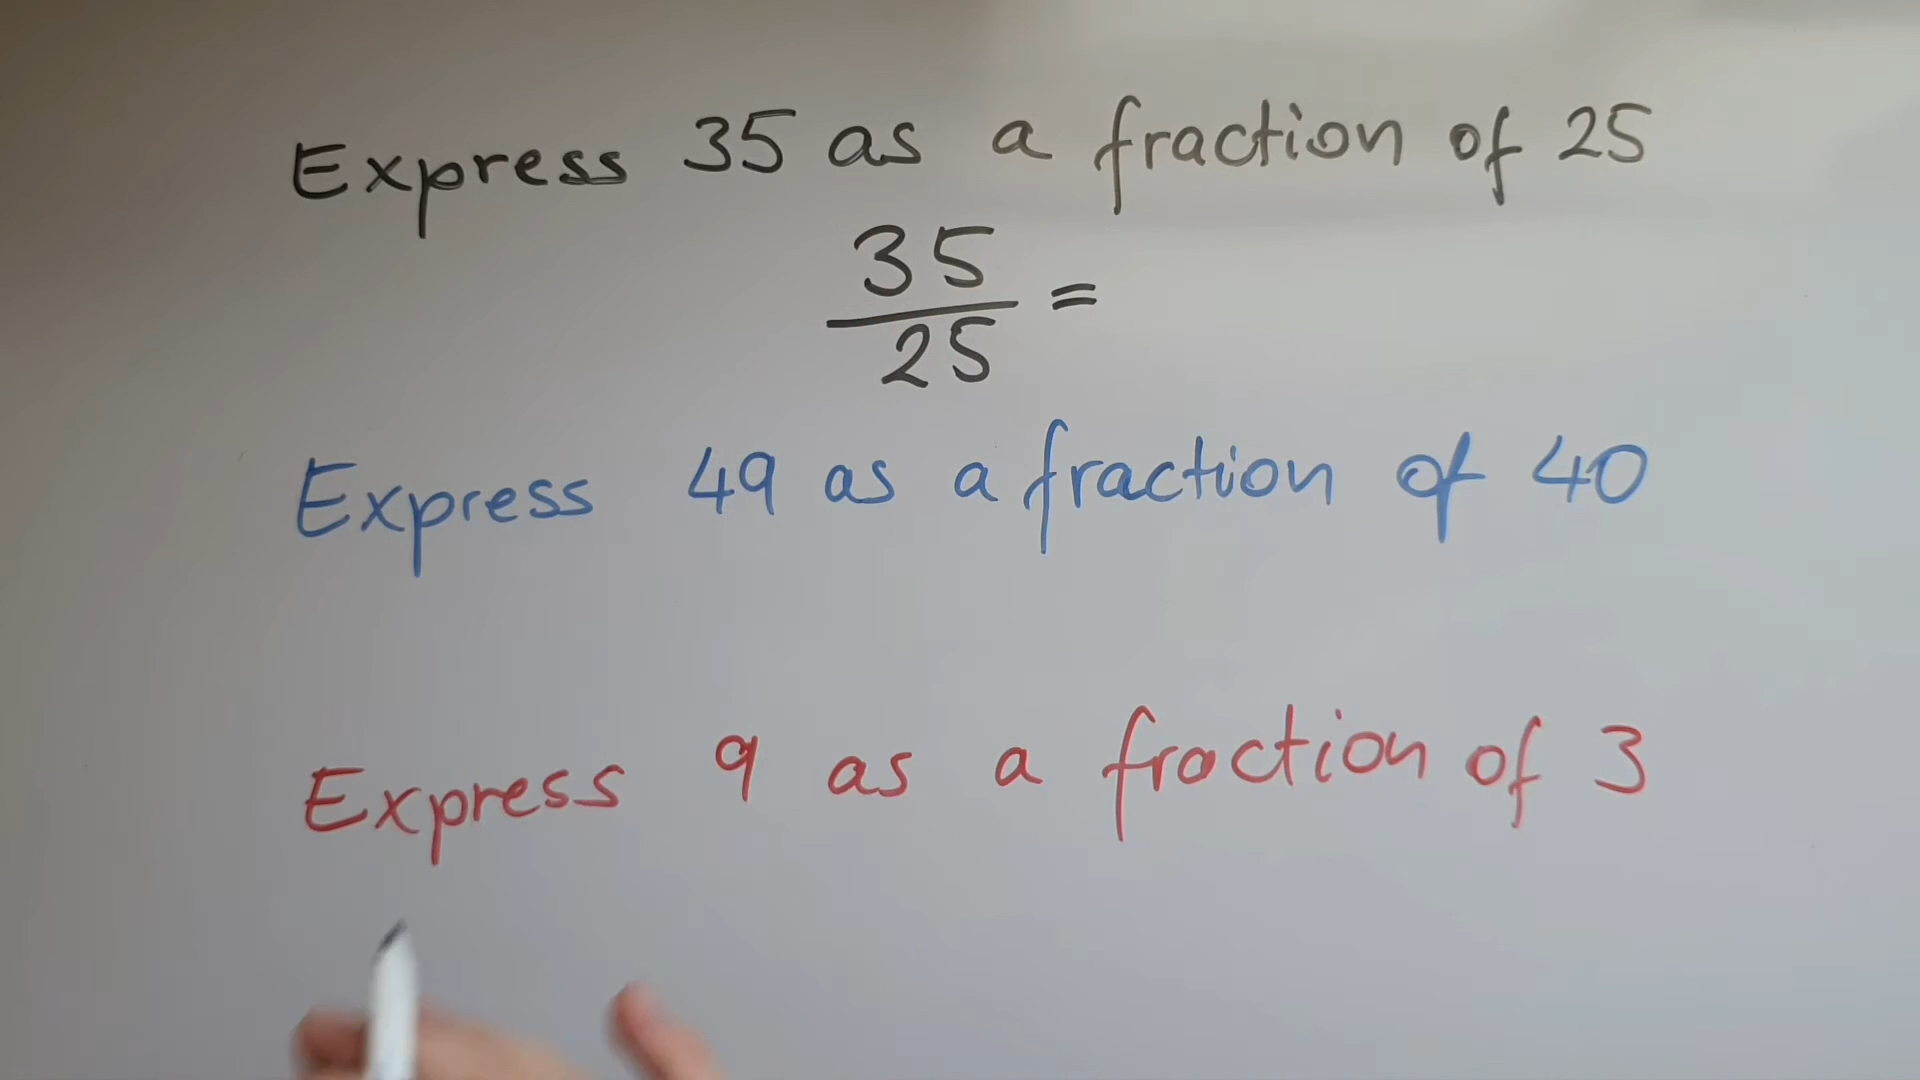 Express 35 as a fraction of 25
35
25 =
Express 49 as a fraction of 40
Express 9 as a fraction of 3